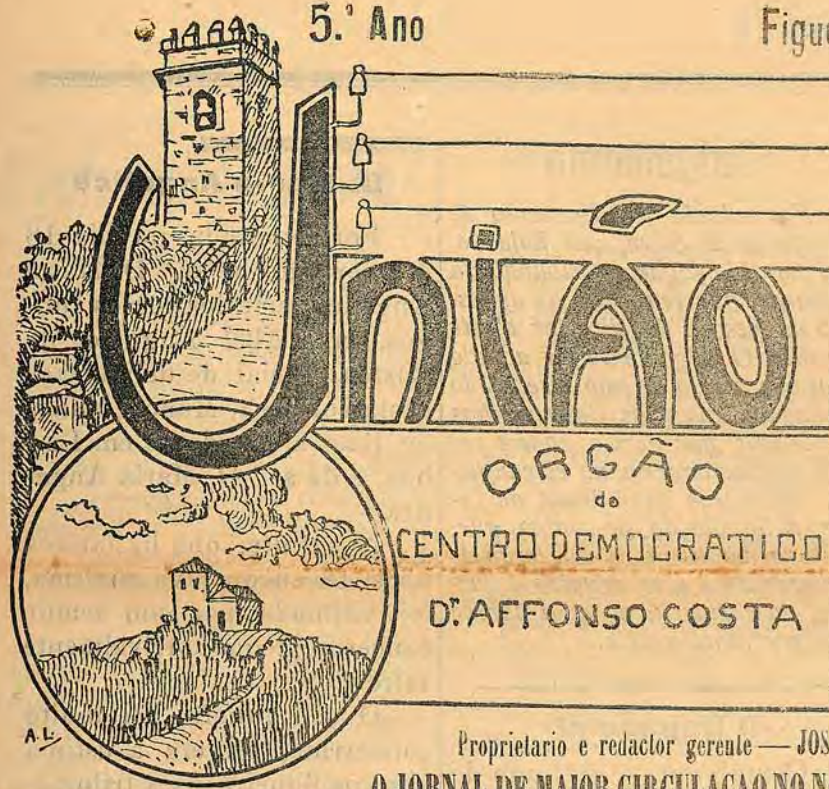 5.º Ano Figue
União
ORGÃO
do
CENTRO DEMOCRATICO
Dr. AFFONSO COSTA
A.L.
Proprietario e redactor gerente — JOS
O JORNAL DE MAIOR CIRCULAÇAO NO N